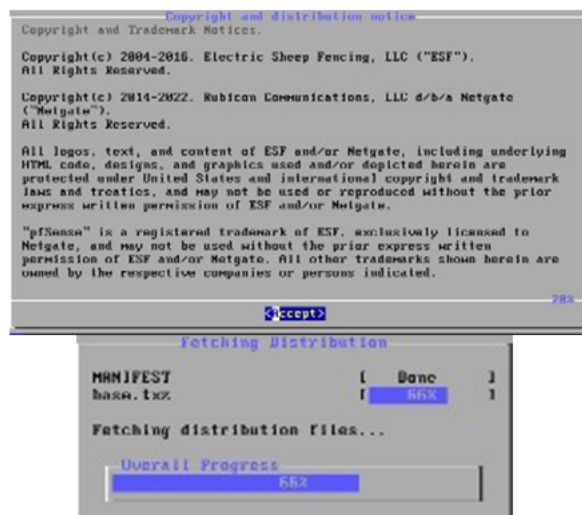 Copyright and distribution notice
Copyright and Trademark Notices.
Copyright(c) 2004-2016. Electric Sheep Fencing, LLC ("ESF").
All Rights Reserved.
Copyright(c) 2014-2022. Rubicon Communications, LLC d/b/a Netgate
("Netgate").
All Rights Reserved.
All logos, text, and content of ESF and/or Netgate, including underlying
HTML code, designs, and graphics used and/or depicted herein are
protected under United States and international copyright and trademark
laws and treaties, and may not be used or reproduced without the prior
express written permission of ESF and/or Netgate.
"pfSense" is a registered trademark of ESF, exclusively licensed to
Netgate, and may not be used without the prior express written
permission of ESF and/or Netgate. All other trademarks shown herein are
owned by the respective companies or persons indicated.
20%
<Accept>
Fetching Distribution
MANIFEST [ Done ]
base.txz [ 66% ]
Fetching distribution files...
Overall Progress
66%